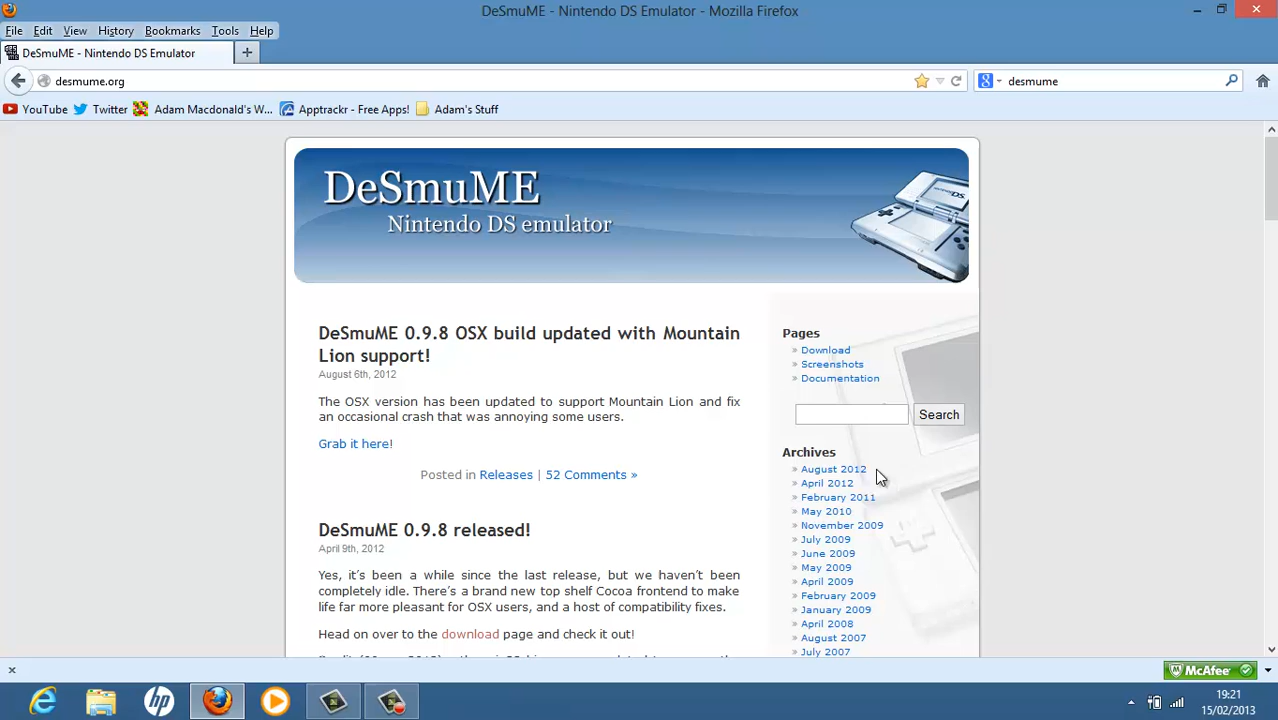 DeSmuME - Nintendo DS Emulator - Mozilla Firefox
File Edit View History Bookmarks Tools Help
DeSmuME - Nintendo DS Emulator
desmume.org
desmume
YouTube Twitter Adam Macdonald's W... Apptrackr - Free Apps! Adam's Stuff
DeSmuME
Nintendo DS emulator
DeSmuME 0.9.8 OSX build updated with Mountain
Lion support!
August 6th, 2012
The OSX version has been updated to support Mountain Lion and fix
an occasional crash that was annoying some users.
Grab it here!
Posted in Releases | 52 Comments »
DeSmuME 0.9.8 released!
April 9th, 2012
Yes, it's been a while since the last release, but we haven't been
completely idle. There's a brand new top shelf Cocoa frontend to make
life far more pleasant for OSX users, and a host of compatibility fixes.
Head on over to the download page and check it out!
Pages
» Download
» Screenshots
» Documentation
Search
Archives
» August 2012
» April 2012
» February 2011
» May 2010
» November 2009
» July 2009
» June 2009
» May 2009
» April 2009
» February 2009
» January 2009
» April 2008
» August 2007
» July 2007
McAfee
19:21
15/02/2013